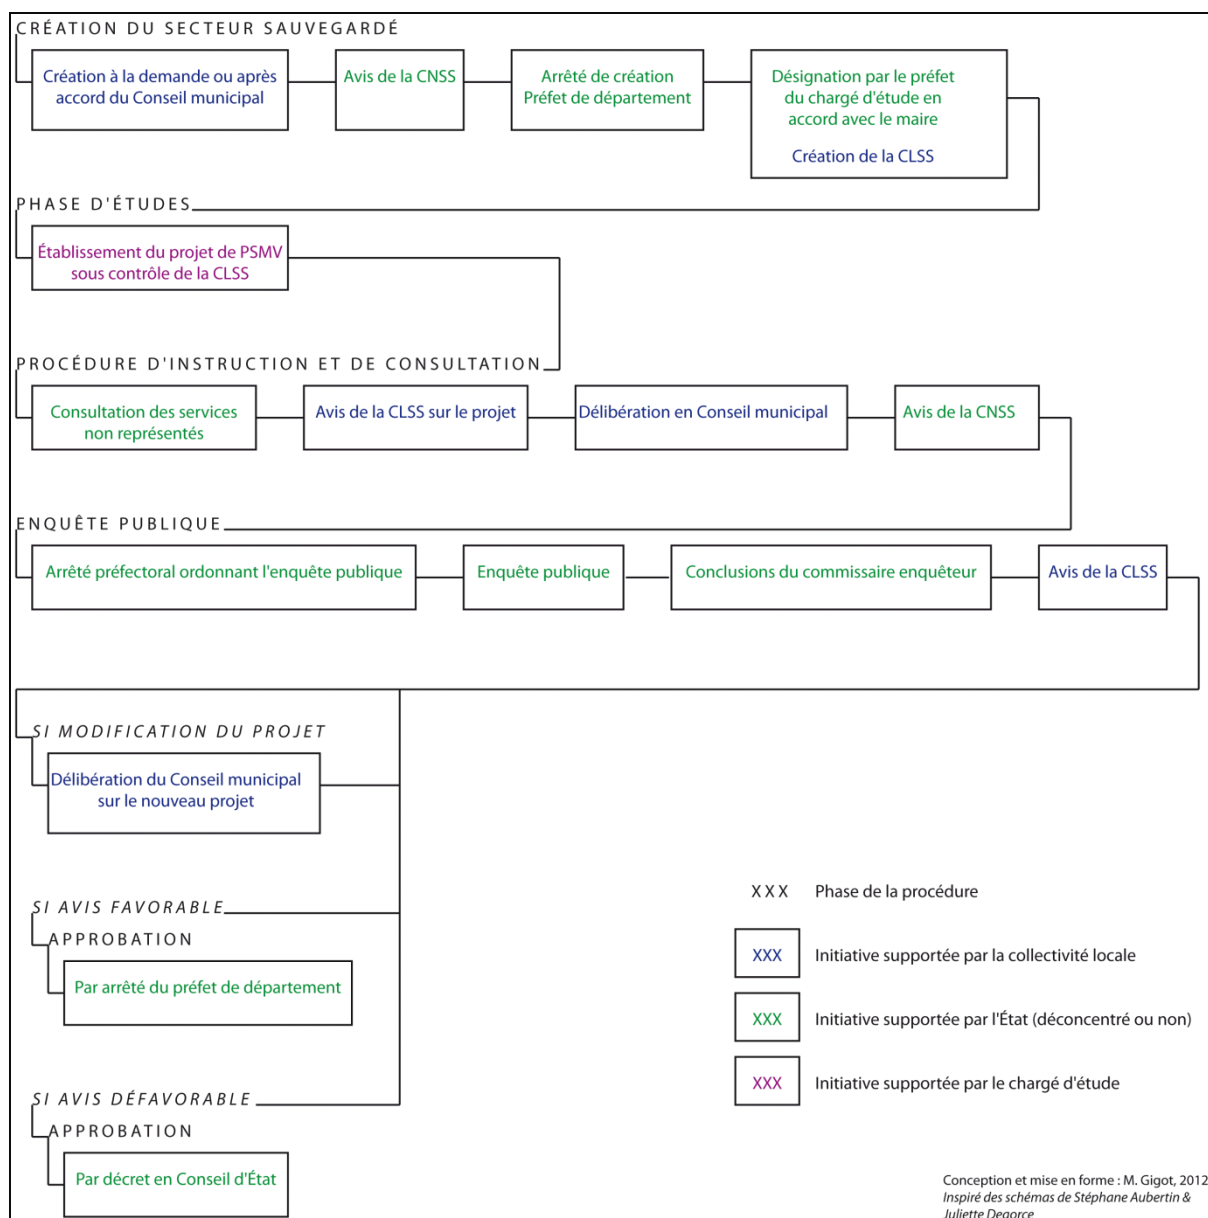 CRÉATION DU SECTEUR SAUVEGARDÉ
Création à la demande ou après
accord du Conseil municipal
Avis de la CNSS
Arrêté de création
Préfet de département
Désignation par le préfet
du chargé d'étude en
accord avec le maire
Création de la CLSS
PHASE D'ÉTUDES
Établissement du projet de PSMV
sous contrôle de la CLSS
PROCÉDURE D'INSTRUCTION ET DE CONSULTATION
Consultation des services
non représentés
Avis de la CLSS sur le projet
Délibération en Conseil municipal
Avis de la CNSS
ENQUÊTE PUBLIQUE
Arrêté préfectoral ordonnant l'enquête publique
Enquête publique
Conclusions du commissaire enquêteur
Avis de la CLSS
SI MODIFICATION DU PROJET
Délibération du Conseil municipal
sur le nouveau projet
SI AVIS FAVORABLE
APPROBATION
Par arrêté du préfet de département
SI AVIS DÉFAVORABLE
APPROBATION
Par décret en Conseil d'État
XXX Phase de la procédure
XXX Initiative supportée par la collectivité locale
XXX Initiative supportée par l'État (déconcentré ou non)
XXX Initiative supportée par le chargé d'étude
Conception et mise en forme : M. Gigot, 2012
Inspiré des schémas de Stéphane Aubertin &
Juliette Degorce